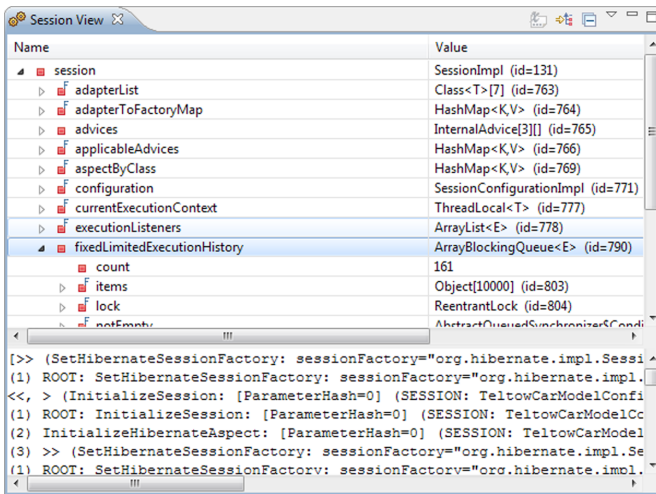 Session View
Name Value
session SessionImpl (id=131)
F adapterList Class<T>[7] (id=763)
F adapterToFactoryMap HashMap<K,V> (id=764)
advices InternalAdvice[3][] (id=765)
F applicableAdvices HashMap<K,V> (id=766)
F aspectByClass HashMap<K,V> (id=769)
F configuration SessionConfigurationImpl (id=771)
F currentExecutionContext ThreadLocal<T> (id=777)
F executionListeners ArrayList<E> (id=778)
fixedLimitedExecutionHistory ArrayBlockingQueue<E> (id=790)
count 161
F items Object[10000] (id=803)
F lock ReentrantLock (id=804)
F notEmpty AbstractQueuedSynchronizer$Condi
[>> (SetHibernateSessionFactory: sessionFactory="org.hibernate.impl.Sessi
(1) ROOT: SetHibernateSessionFactory: sessionFactory="org.hibernate.impl.
<<, > (InitializeSession: [ParameterHash=0] (SESSION: TeltowCarModelConfi
(1) ROOT: InitializeSession: [ParameterHash=0] (SESSION: TeltowCarModelCo
(2) InitializeHibernateAspect: [ParameterHash=0] (SESSION: TeltowCarModel
(3) >> (SetHibernateSessionFactory: sessionFactory="org.hibernate.impl.Se
(1) ROOT: SetHibernateSessionFactory: sessionFactory="org.hibernate.impl.